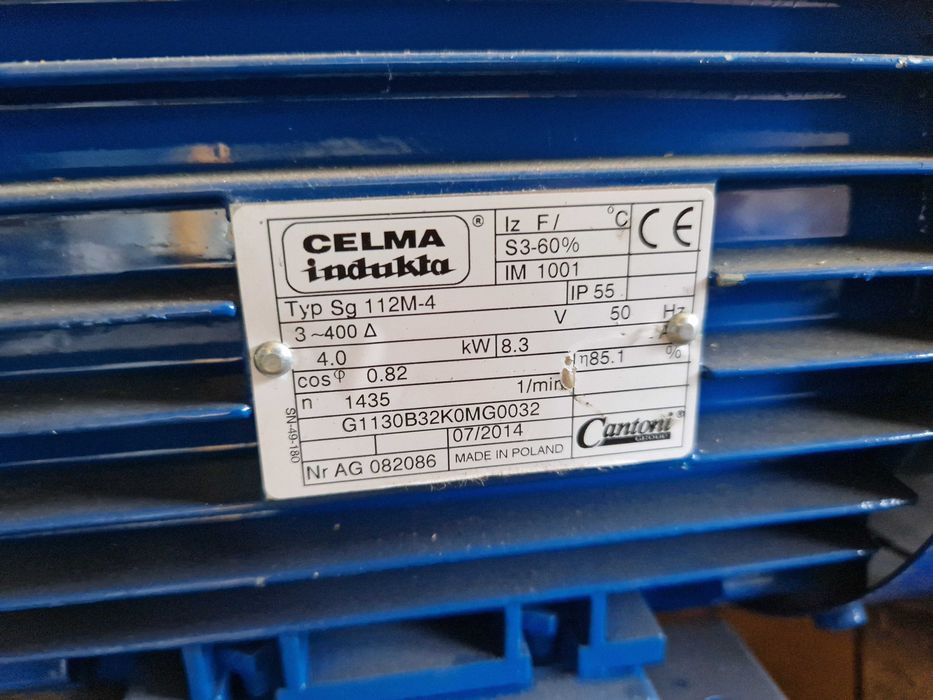 CELMA ®
indukta
Iz F/ °C
S3-60%
IM 1001
CE
Typ Sg 112M-4
IP 55
3~400 Δ V 50 Hz
4.0 kW 8.3
cos φ 0.82 η85.1 %
n 1435 1/min
G1130B32K0MG0032
07/2014
Nr AG 082086
MADE IN POLAND
Cantoni ®
GROUP
SN-49-180